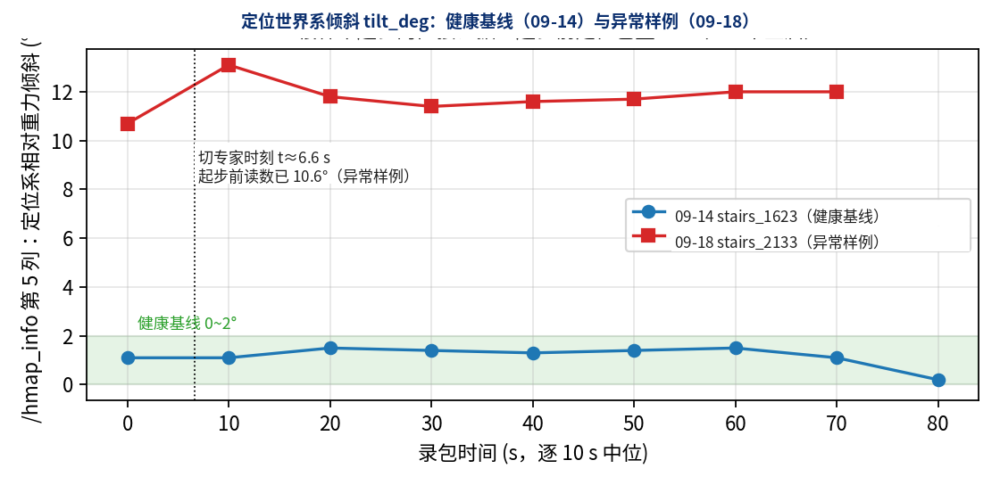 定位世界系倾斜 tilt_deg：健康基线（09-14）与异常样例（09-18）
/hmap_info 第 5 列：定位系相对重力倾斜 (°
12
10
8
6
4
2
0
切专家时刻 t≈6.6 s
起步前读数已 10.6°（异常样例）
09-14 stairs_1623（健康基线）
09-18 stairs_2133（异常样例）
健康基线 0~2°
0 10 20 30 40 50 60 70 80
录包时间 (s，逐 10 s 中位)